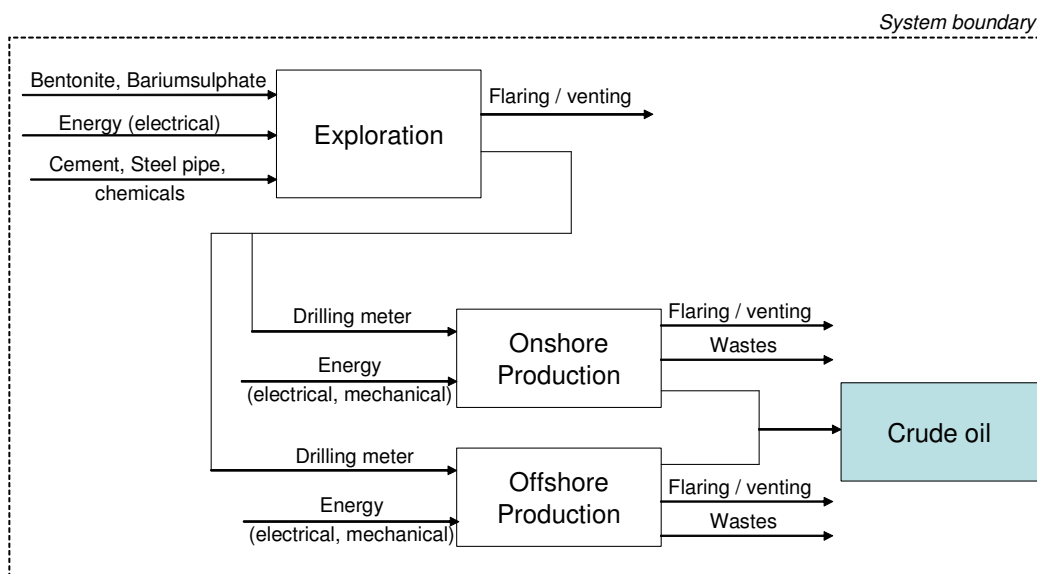 System boundary
Bentonite, Bariumsulphate
Flaring / venting
Energy (electrical)
Exploration
Cement, Steel pipe,
chemicals
Drilling meter
Flaring / venting
Onshore
Production
Wastes
Energy
(electrical, mechanical)
Crude oil
Drilling meter
Offshore
Production
Flaring / venting
Energy
(electrical, mechanical)
Wastes